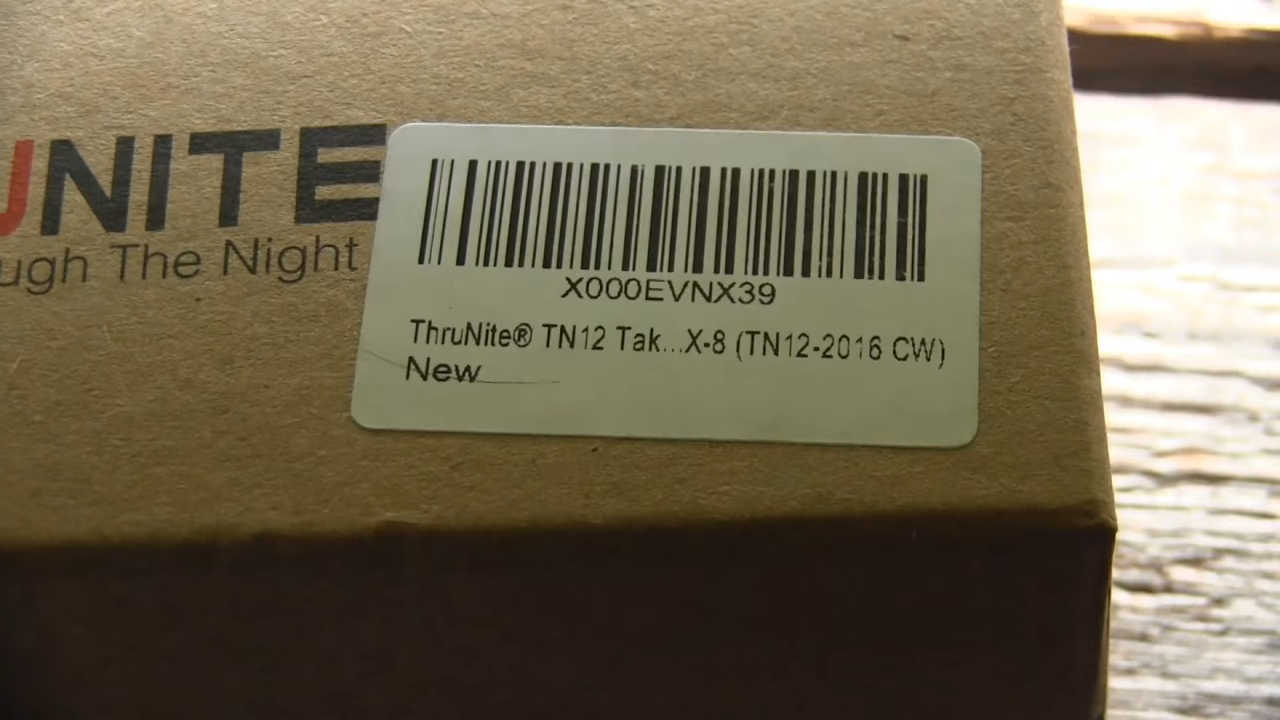 UNITE
ugh The Night
X000EVNX39
ThruNite® TN12 Tak...X-8 (TN12-2016 CW)
New